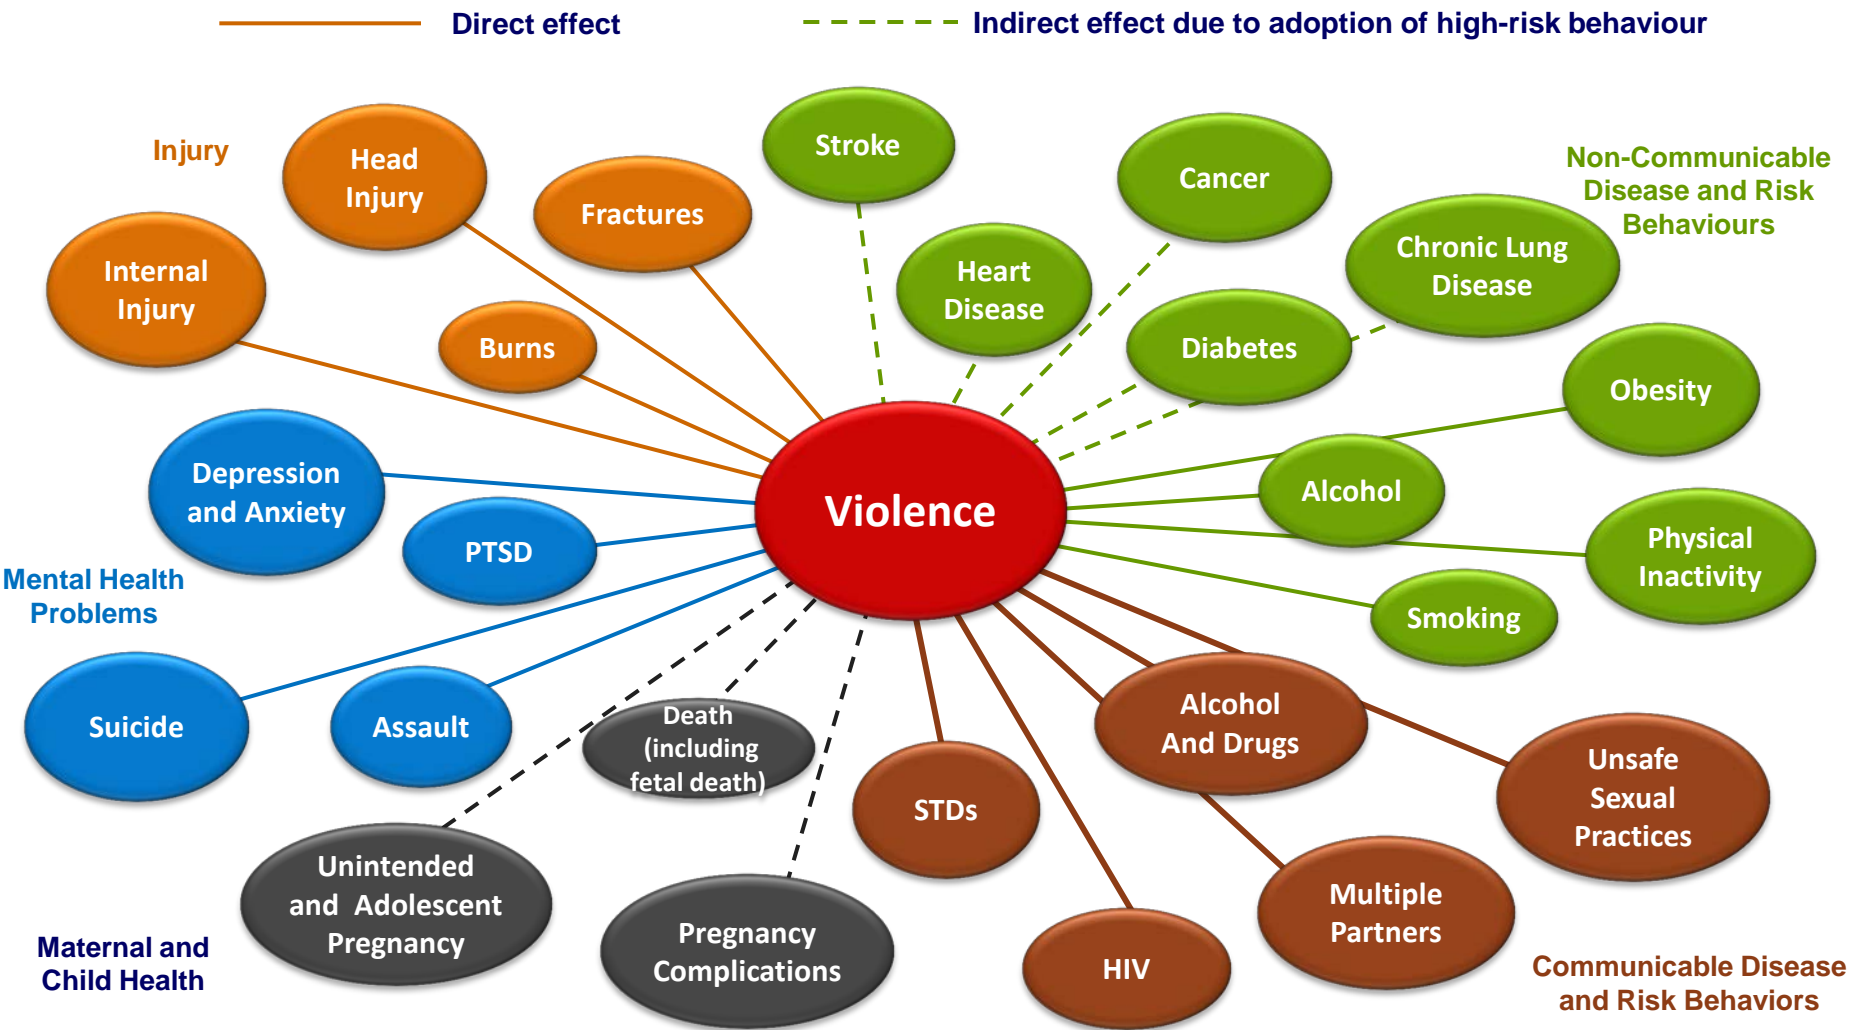 Direct effect
Indirect effect due to adoption of high-risk behaviour
Injury
Head
Injury
Fractures
Internal
Injury
Burns
Stroke
Cancer
Heart
Disease
Diabetes
Chronic Lung
Disease
Non-Communicable
Disease and Risk
Behaviours
Obesity
Alcohol
Physical
Inactivity
Smoking
Violence
Depression
and Anxiety
PTSD
Mental Health
Problems
Suicide
Assault
Death
(including
fetal death)
Unintended
and Adolescent
Pregnancy
Pregnancy
Complications
Maternal and
Child Health
STDs
HIV
Alcohol
And Drugs
Multiple
Partners
Unsafe
Sexual
Practices
Communicable Disease
and Risk Behaviors